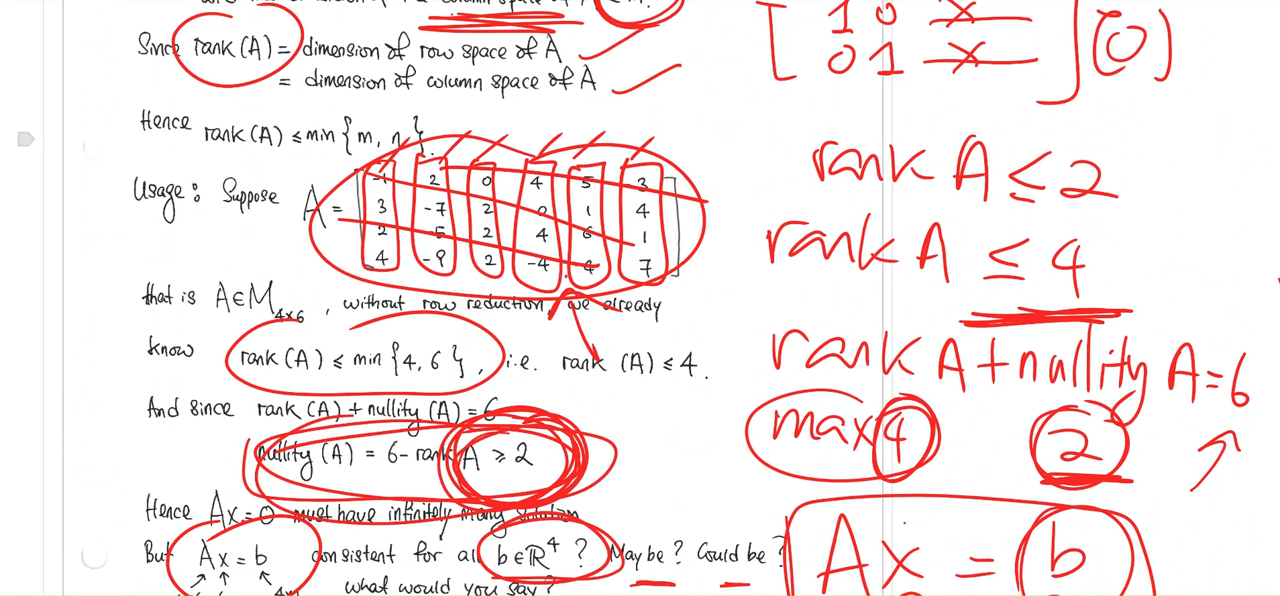 Since rank(A) = dimension of row space of A
= dimension of column space of A
Hence rank(A) ≤ min {m, n}.
Usage: Suppose A =
-1 2 0 4 5 3
3 -7 2 0 1 4
2 -5 2 4 6 1
4 -9 2 -4 -4 7
that is A∈M₄ₓ₆, without row reduction, we already
know rank(A) ≤ min {4, 6}, i.e. rank (A) ≤ 4.
And since rank(A) + nullity (A) = 6
nullity (A) = 6 - rank A ≥ 2
Hence Ax = 0 must have infinitely many solution
But Ax = b consistent for all b∈ℝ⁴? Maybe? Could be?
what would you say?
1 0 x
0 1 x
(0)
rank A ≤ 2
rank A ≤ 4
rank A + nullity A = 6
max 4 2
Ax = b